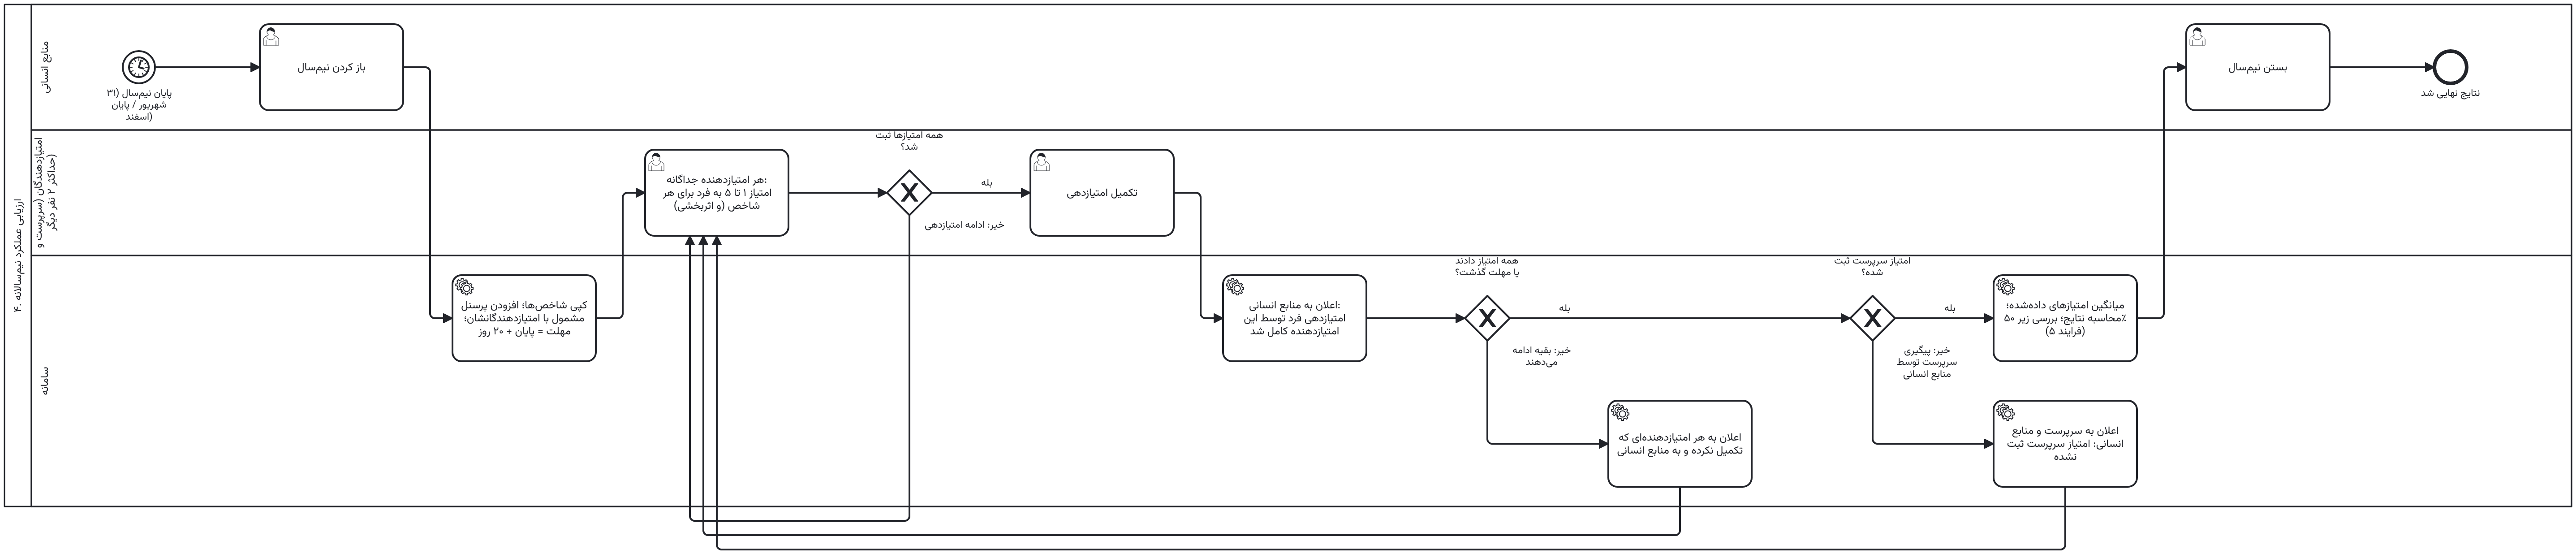 ۴. ارزیابی عملکرد نیم‌سالانه
منابع انسانی
پایان نیم‌سال (۳۱
شهریور / پایان
اسفند)
باز کردن نیم‌سال
بستن نیم‌سال
نتایج نهایی شد
امتیازدهندگان (سرپرست و
حداکثر ۲ نفر دیگر)
هر امتیازدهنده جداگانه:
امتیاز ۱ تا ۵ به فرد برای هر
شاخص (و اثربخشی)
همه امتیازها ثبت
شد؟
بله
خیر: ادامه امتیازدهی
تکمیل امتیازدهی
سامانه
کپی شاخص‌ها؛ افزودن پرسنل
مشمول با امتیازدهندگانشان؛
مهلت = پایان + ۲۰ روز
اعلان به منابع انسانی:
امتیازدهی فرد توسط این
امتیازدهنده کامل شد
همه امتیاز دادند
یا مهلت گذشت؟
بله
خیر: بقیه ادامه
می‌دهند
اعلان به هر امتیازدهنده‌ای که
تکمیل نکرده و به منابع انسانی
امتیاز سرپرست ثبت
شده؟
بله
خیر: پیگیری
سرپرست توسط
منابع انسانی
میانگین امتیازهای داده‌شده؛
محاسبه نتایج؛ بررسی زیر ۵۰٪
(فرایند ۵)
اعلان به سرپرست و منابع
انسانی: امتیاز سرپرست ثبت
نشده